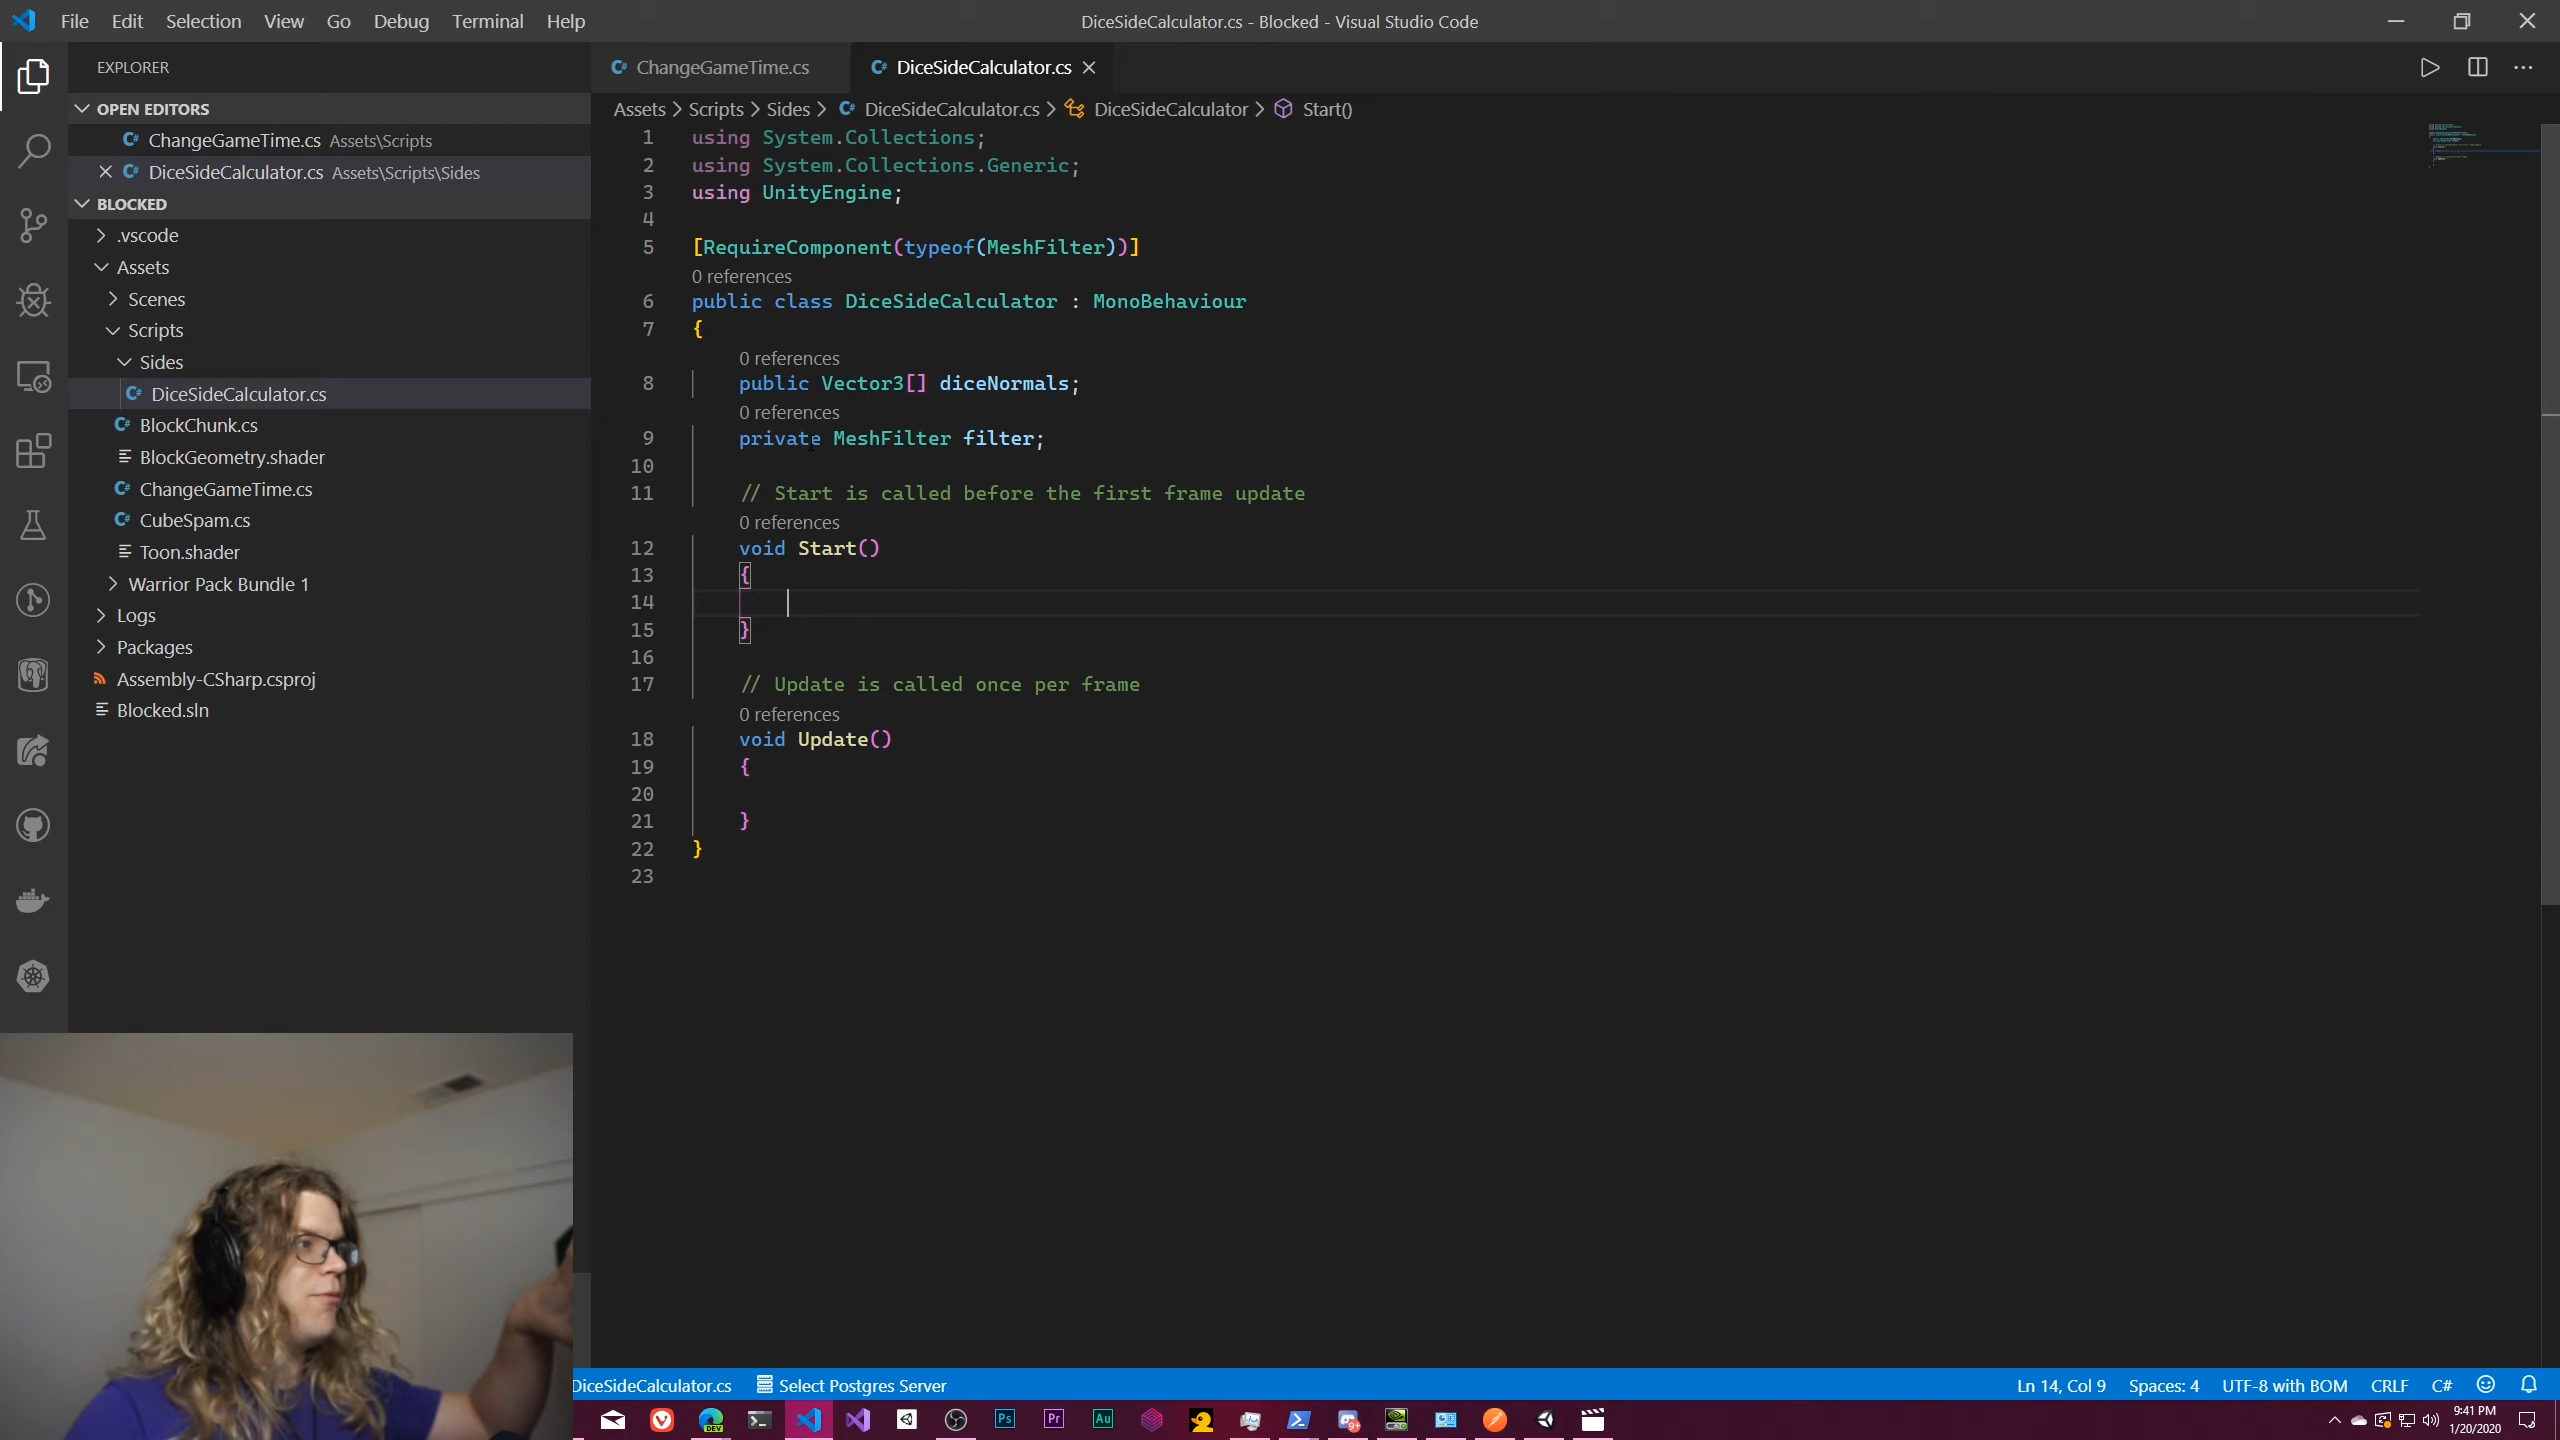 File Edit Selection View Go Debug Terminal Help
DiceSideCalculator.cs - Blocked - Visual Studio Code
EXPLORER
OPEN EDITORS
ChangeGameTime.cs Assets\Scripts
DiceSideCalculator.cs Assets\Scripts\Sides
BLOCKED
.vscode
Assets
Scenes
Scripts
Sides
DiceSideCalculator.cs
BlockChunk.cs
BlockGeometry.shader
ChangeGameTime.cs
CubeSpam.cs
Toon.shader
Warrior Pack Bundle 1
Logs
Packages
Assembly-CSharp.csproj
Blocked.sln
ChangeGameTime.cs
DiceSideCalculator.cs
Assets > Scripts > Sides > DiceSideCalculator.cs > DiceSideCalculator > Start()
1 using System.Collections;
2 using System.Collections.Generic;
3 using UnityEngine;
4
5 [RequireComponent(typeof(MeshFilter))]
0 references
6 public class DiceSideCalculator : MonoBehaviour
7 {
0 references
8 public Vector3[] diceNormals;
0 references
9 private MeshFilter filter;
10
11 // Start is called before the first frame update
0 references
12 void Start()
13 {
14
15 }
16
17 // Update is called once per frame
0 references
18 void Update()
19 {
20
21 }
22 }
23
DiceSideCalculator.cs Select Postgres Server
Ln 14, Col 9 Spaces: 4 UTF-8 with BOM CRLF C#
DEV Ps Pr Au 9+
9:41 PM
1/20/2020